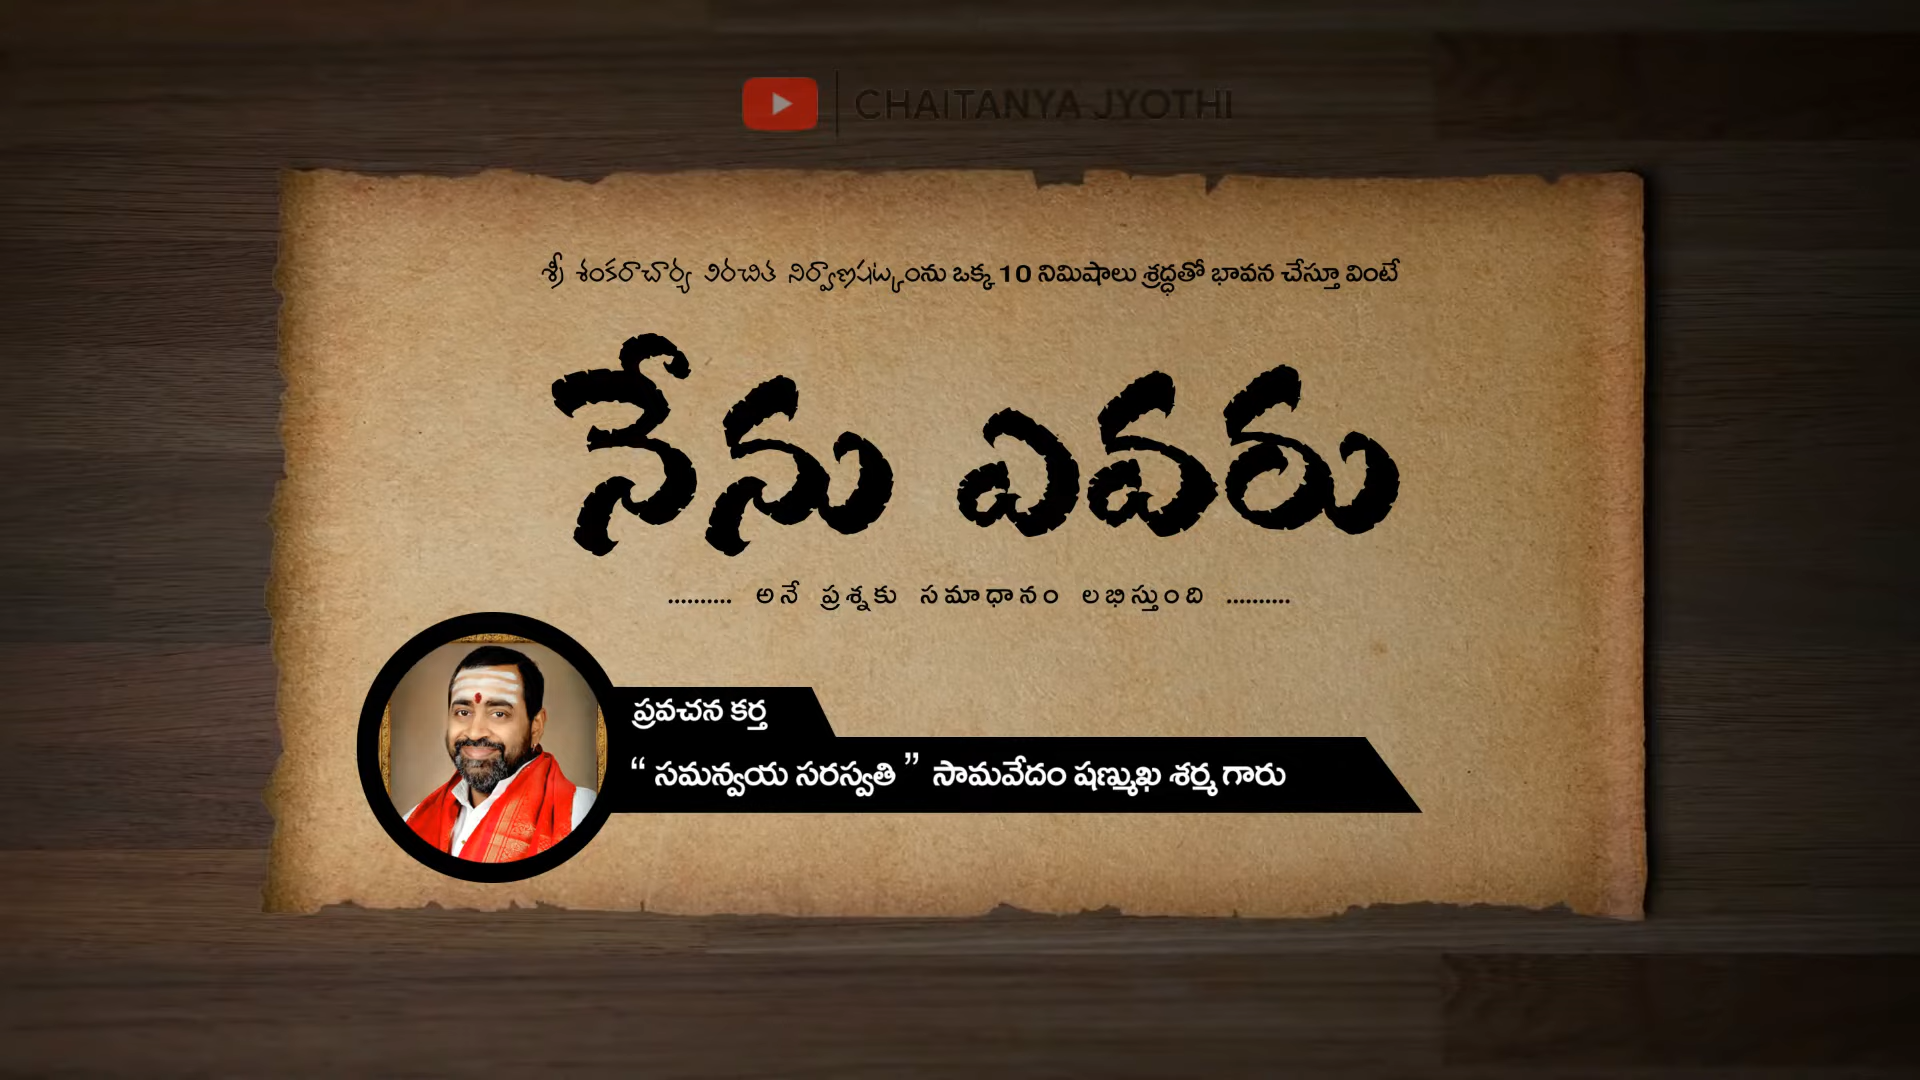 CHAITANYA JYOTHI
శ్రీ శంకరాచార్య విరచిత నిర్వాణషట్కంను ఒక్క 10 నిమిషాలు శ్రద్ధతో భావన చేస్తూ వింటే
నేను ఎవరు
.......... అనే ప్రశ్నకు సమాధానం లభిస్తుంది ..........
ప్రవచన కర్త
“ సమన్వయ సరస్వతి ” సామవేదం షణ్ముఖ శర్మ గారు